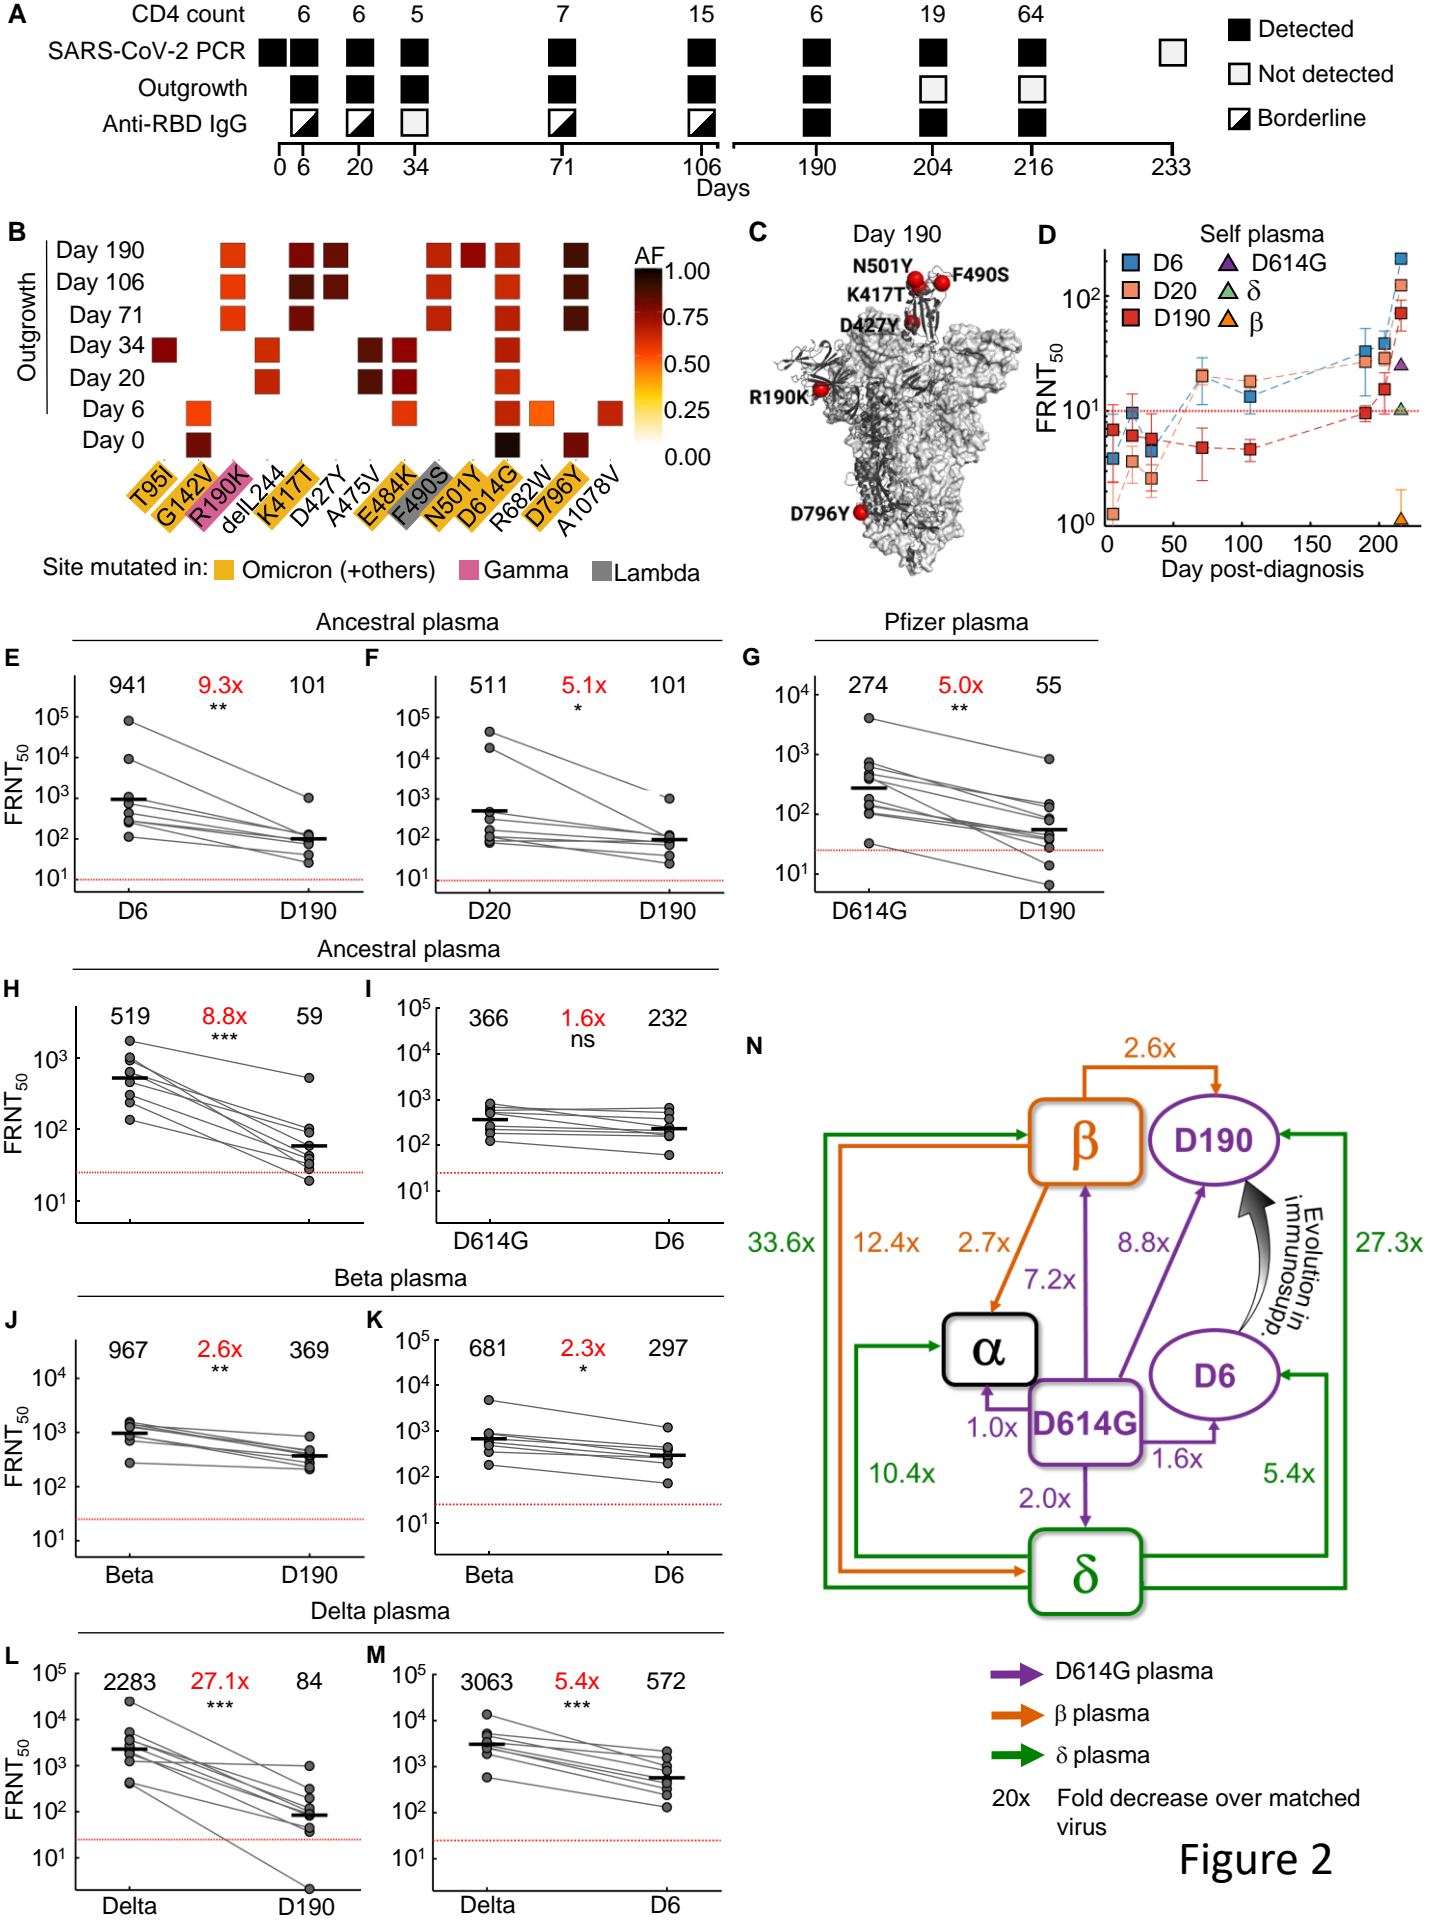 A
CD4 count 6 6 5 7 15 6 19 64
SARS-CoV-2 PCR
Outgrowth
Anti-RBD IgG
0 6 20 34 71 106 190 204 216 233
Days
Detected
Not detected
Borderline
B
Outgrowth
Day 190
Day 106
Day 71
Day 34
Day 20
Day 6
Day 0
T95I G142V R190K delL244 K417T D427Y A475V E484K F490S N501Y D614G R682W D796Y A1078V
AF
1.00
0.75
0.50
0.25
0.00
Site mutated in: Omicron (+others) Gamma Lambda
C
Day 190
N501Y
F490S
K417T
D427Y
R190K
D796Y
D
Self plasma
D6 D614G
D20 δ
D190 β
FRNT50
10²
10¹
10⁰
0 50 100 150 200
Day post-diagnosis
Ancestral plasma
E
941 9.3x 101
**
FRNT50
10⁵
10⁴
10³
10²
10¹
D6 D190
F
511 5.1x 101
*
10⁵
10⁴
10³
10²
10¹
D20 D190
Pfizer plasma
G
274 5.0x 55
**
10⁴
10³
10²
10¹
D614G D190
Ancestral plasma
H
519 8.8x 59
***
FRNT50
10³
10²
10¹
I
366 1.6x 232
ns
10⁵
10⁴
10³
10²
10¹
D614G D6
Beta plasma
J
967 2.6x 369
**
FRNT50
10⁴
10³
10²
10¹
Beta D190
K
681 2.3x 297
*
10⁵
10⁴
10³
10²
10¹
Beta D6
Delta plasma
L
2283 27.1x 84
***
FRNT50
10⁵
10⁴
10³
10²
10¹
Delta D190
M
3063 5.4x 572
***
10⁵
10⁴
10³
10²
10¹
Delta D6
N
2.6x
β D190
33.6x 12.4x 2.7x 7.2x 8.8x 27.3x
Evolution in
immunosupp.
α D6
D614G
1.0x 1.6x
10.4x 2.0x 5.4x
δ
D614G plasma
β plasma
δ plasma
20x Fold decrease over matched
virus
Figure 2